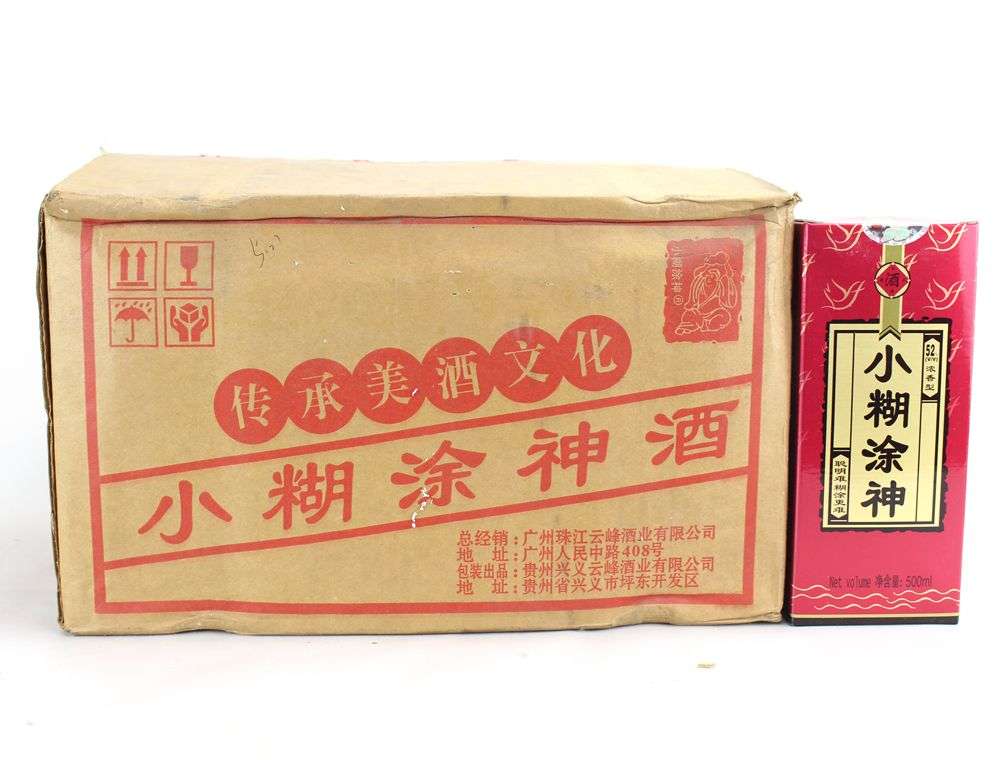 传承美酒文化
小糊涂神酒
总经销：广州珠江云峰酒业有限公司
地 址：广州人民中路408号
包装出品：贵州兴义云峰酒业有限公司
地 址：贵州省兴义市坪东开发区
酒
52
(V/V)
浓香型
小糊涂神
聪明难 糊涂更难
Net volume 净含量: 500ml